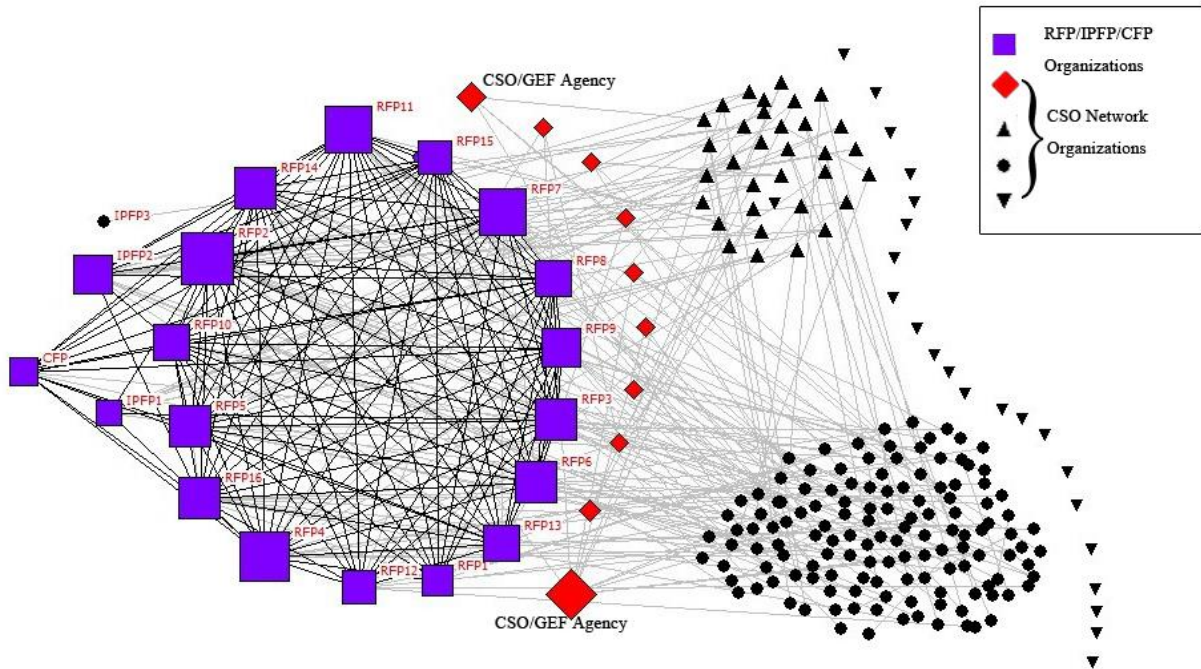 RFP/IPFP/CFP
Organizations
CSO Network
Organizations
CSO/GEF Agency
RFP11
RFP15
RFP14
RFP7
IPFP3
RFP2
IPFP2
RFP8
RFP10
RFP9
CFP
IPFP1
RFP5
RFP3
RFP6
RFP16
RFP13
RFP4
RFP12
RFP1
CSO/GEF Agency